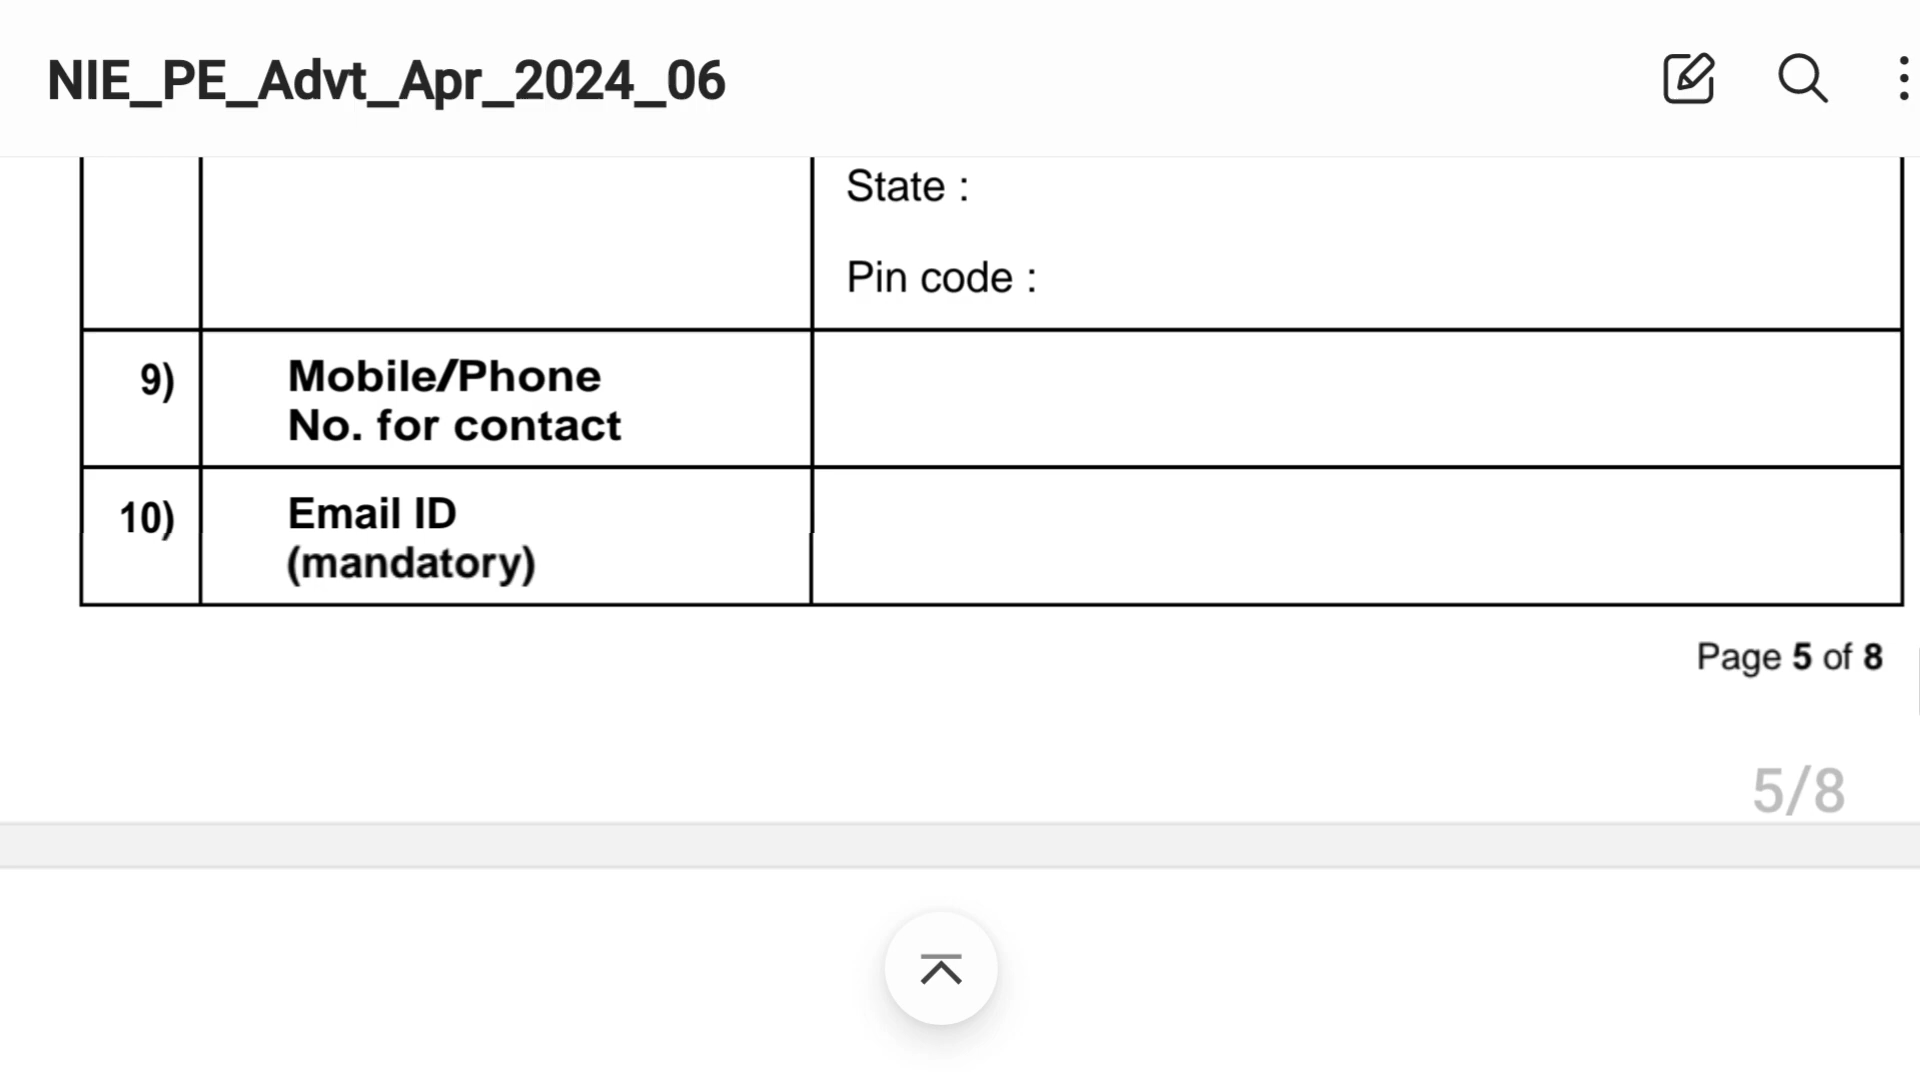 NIE_PE_Advt_Apr_2024_06
State :
Pin code :
9)
Mobile/Phone
No. for contact
10)
Email ID
(mandatory)
Page 5 of 8
5/8